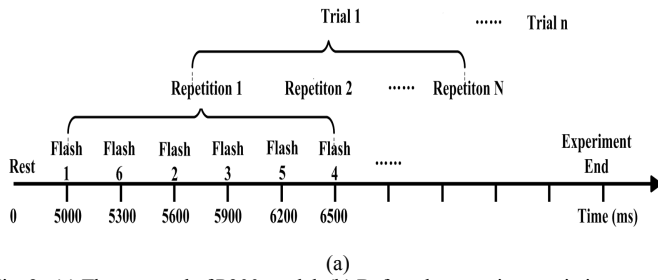 Trial 1 ...... Trial n
Repetition 1 Repetiton 2 ...... Repetiton N
Flash Flash Flash Flash Flash Flash Experiment
Rest 1 6 2 3 5 4 ...... End
0 5000 5300 5600 5900 6200 6500 Time (ms)
(a)